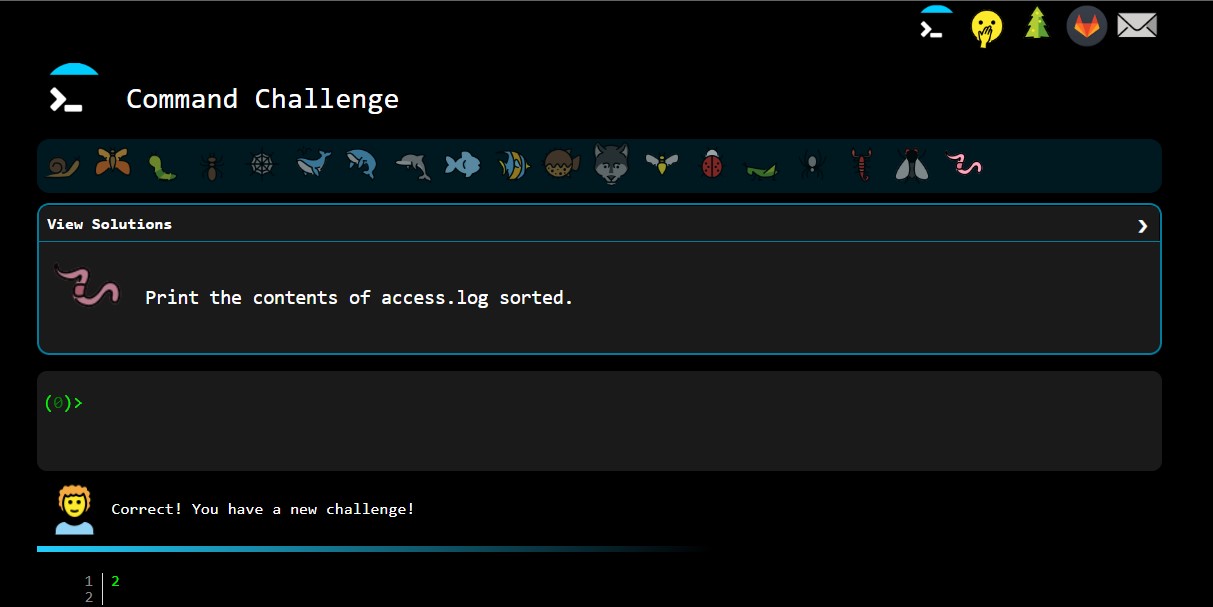 Command Challenge
View Solutions
Print the contents of access.log sorted.
(0)>
Correct! You have a new challenge!
1 2
2